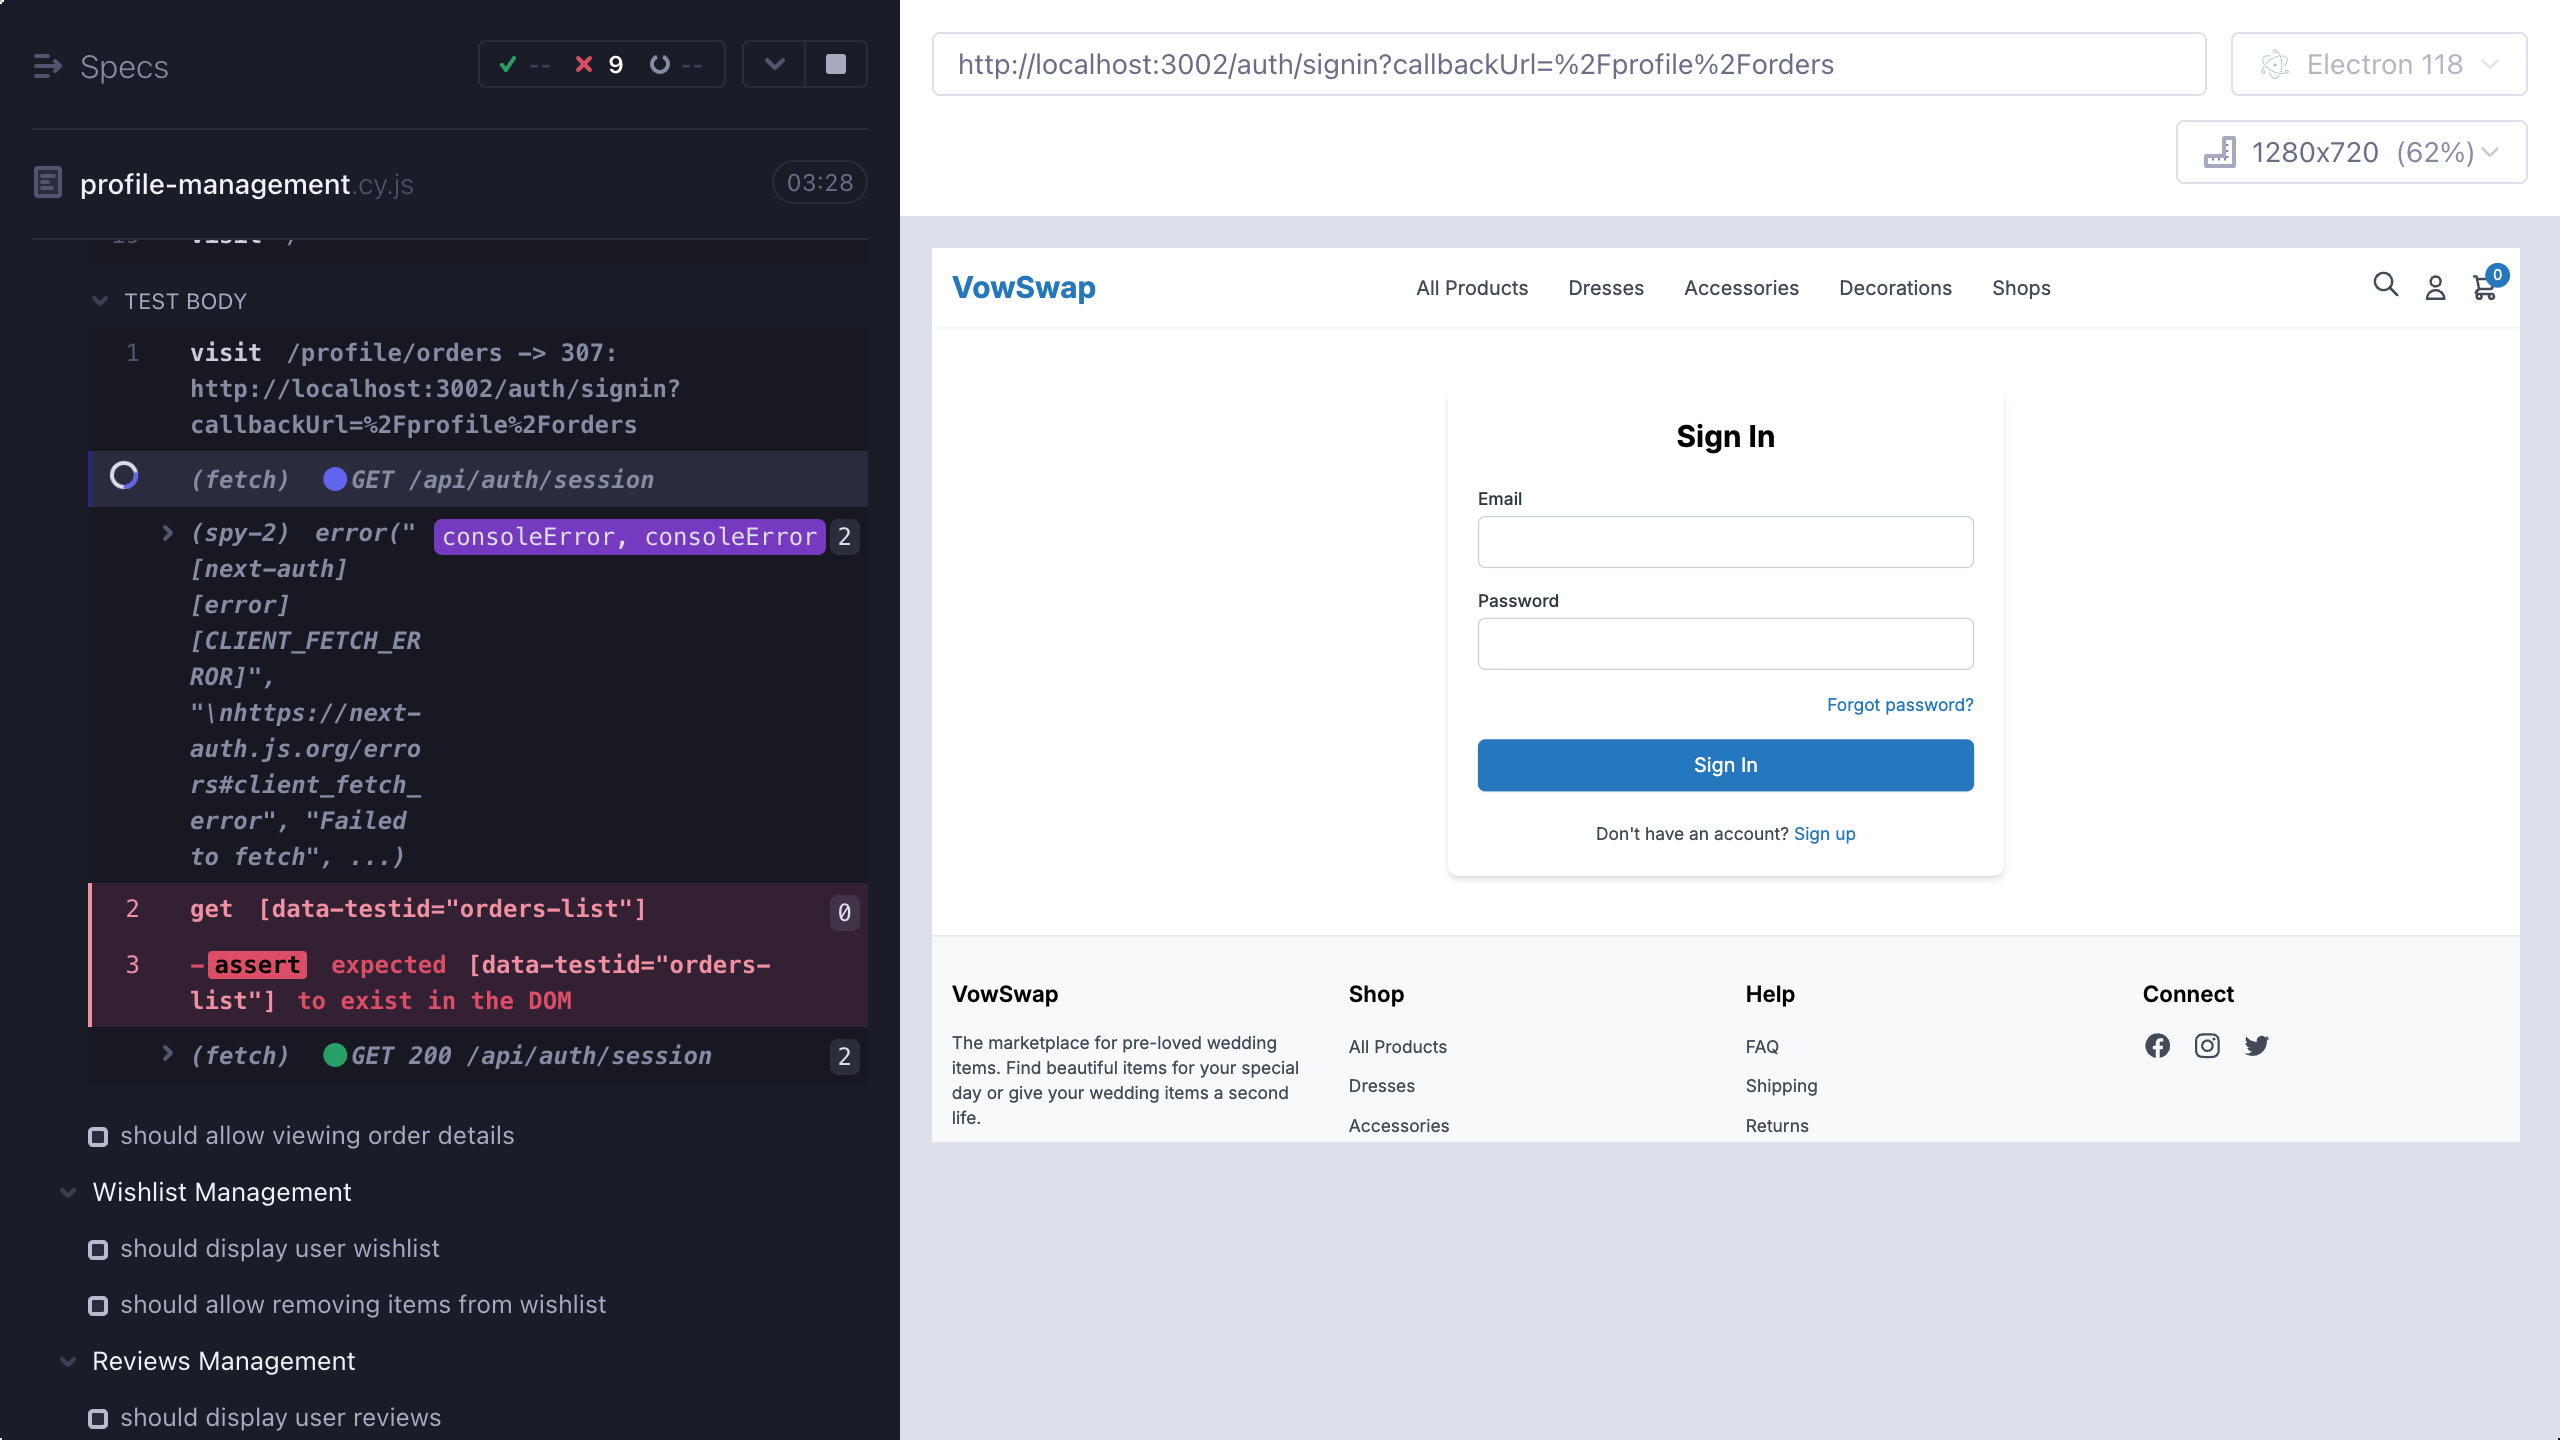 Specs
-- 9 --
profile-management.cy.js
03:28
TEST BODY
1 visit /profile/orders -> 307:
http://localhost:3002/auth/signin?
callbackUrl=%2Fprofile%2Forders
(fetch) GET /api/auth/session
(spy-2) error(" consoleError, consoleError 2
[next-auth]
[error]
[CLIENT_FETCH_ER
ROR]",
"\nhttps://next-
auth.js.org/erro
rs#client_fetch_
error", "Failed
to fetch", ...)
2 get [data-testid="orders-list"] 0
3 -assert expected [data-testid="orders-
list"] to exist in the DOM
(fetch) GET 200 /api/auth/session 2
should allow viewing order details
Wishlist Management
should display user wishlist
should allow removing items from wishlist
Reviews Management
should display user reviews
http://localhost:3002/auth/signin?callbackUrl=%2Fprofile%2Forders
Electron 118
1280x720 (62%)
VowSwap
All Products Dresses Accessories Decorations Shops
0
Sign In
Email
Password
Forgot password?
Sign In
Don't have an account? Sign up
VowSwap
The marketplace for pre-loved wedding
items. Find beautiful items for your special
day or give your wedding items a second
life.
Shop
All Products
Dresses
Accessories
Help
FAQ
Shipping
Returns
Connect